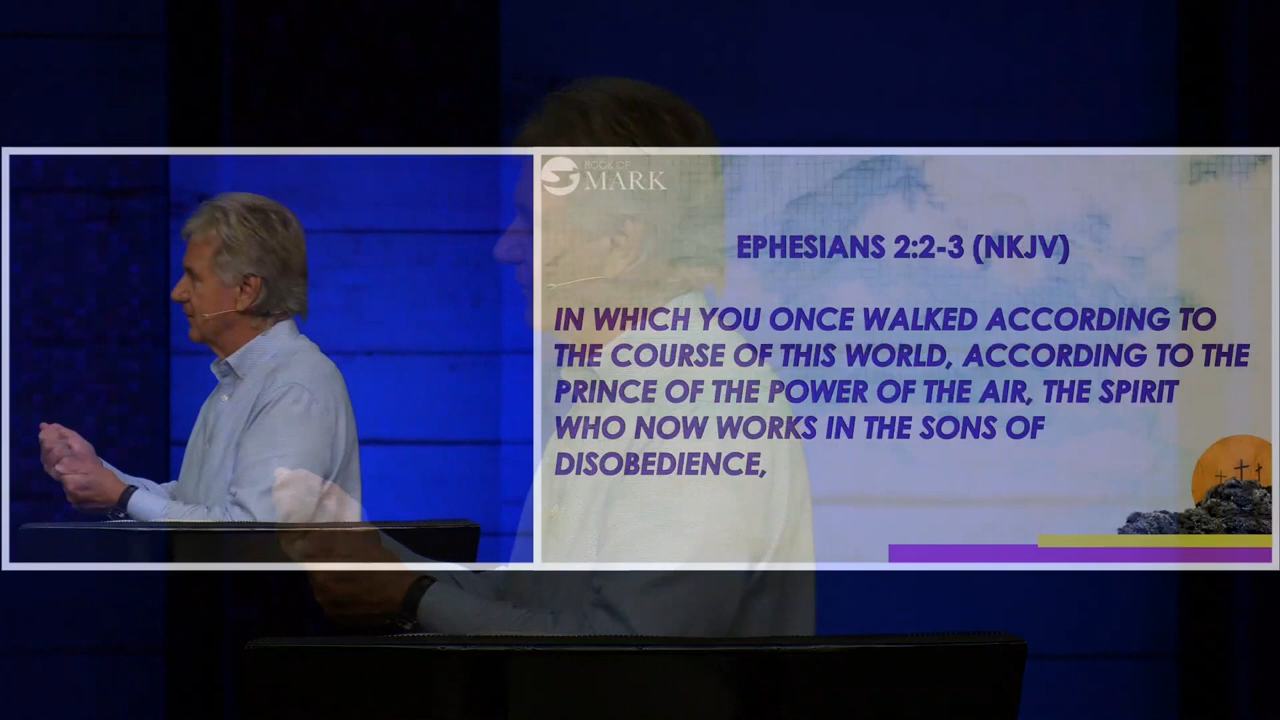 BOOK OF
MARK
EPHESIANS 2:2-3 (NKJV)
IN WHICH YOU ONCE WALKED ACCORDING TO
THE COURSE OF THIS WORLD, ACCORDING TO THE
PRINCE OF THE POWER OF THE AIR, THE SPIRIT
WHO NOW WORKS IN THE SONS OF
DISOBEDIENCE,